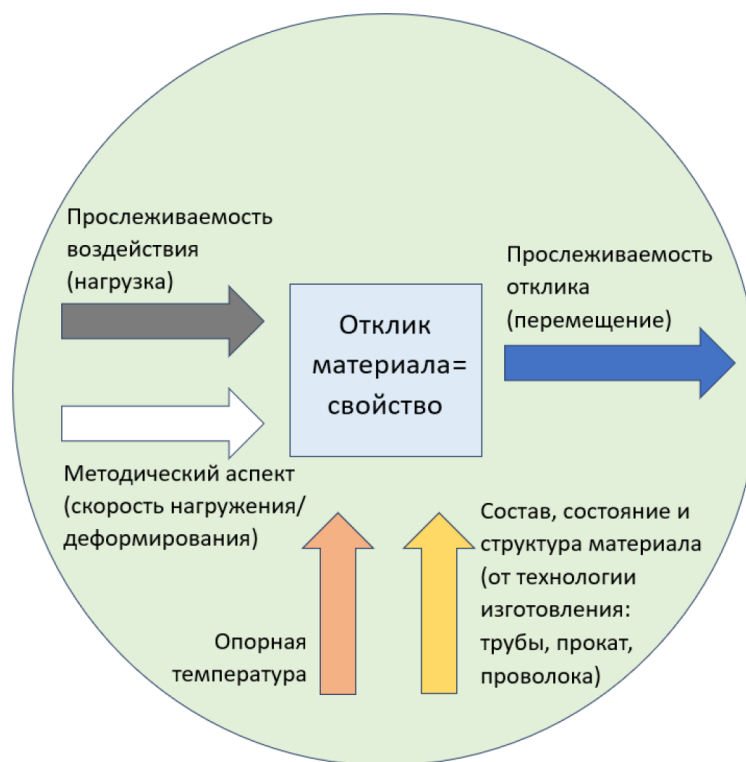 Прослеживаемость
воздействия
(нагрузка)
Прослеживаемость
отклика
(перемещение)
Отклик
материала=
свойство
Методический аспект
(скорость нагружения/
деформирования)
Состав, состояние и
структура материала
(от технологии
изготовления:
трубы, прокат,
проволока)
Опорная
температура